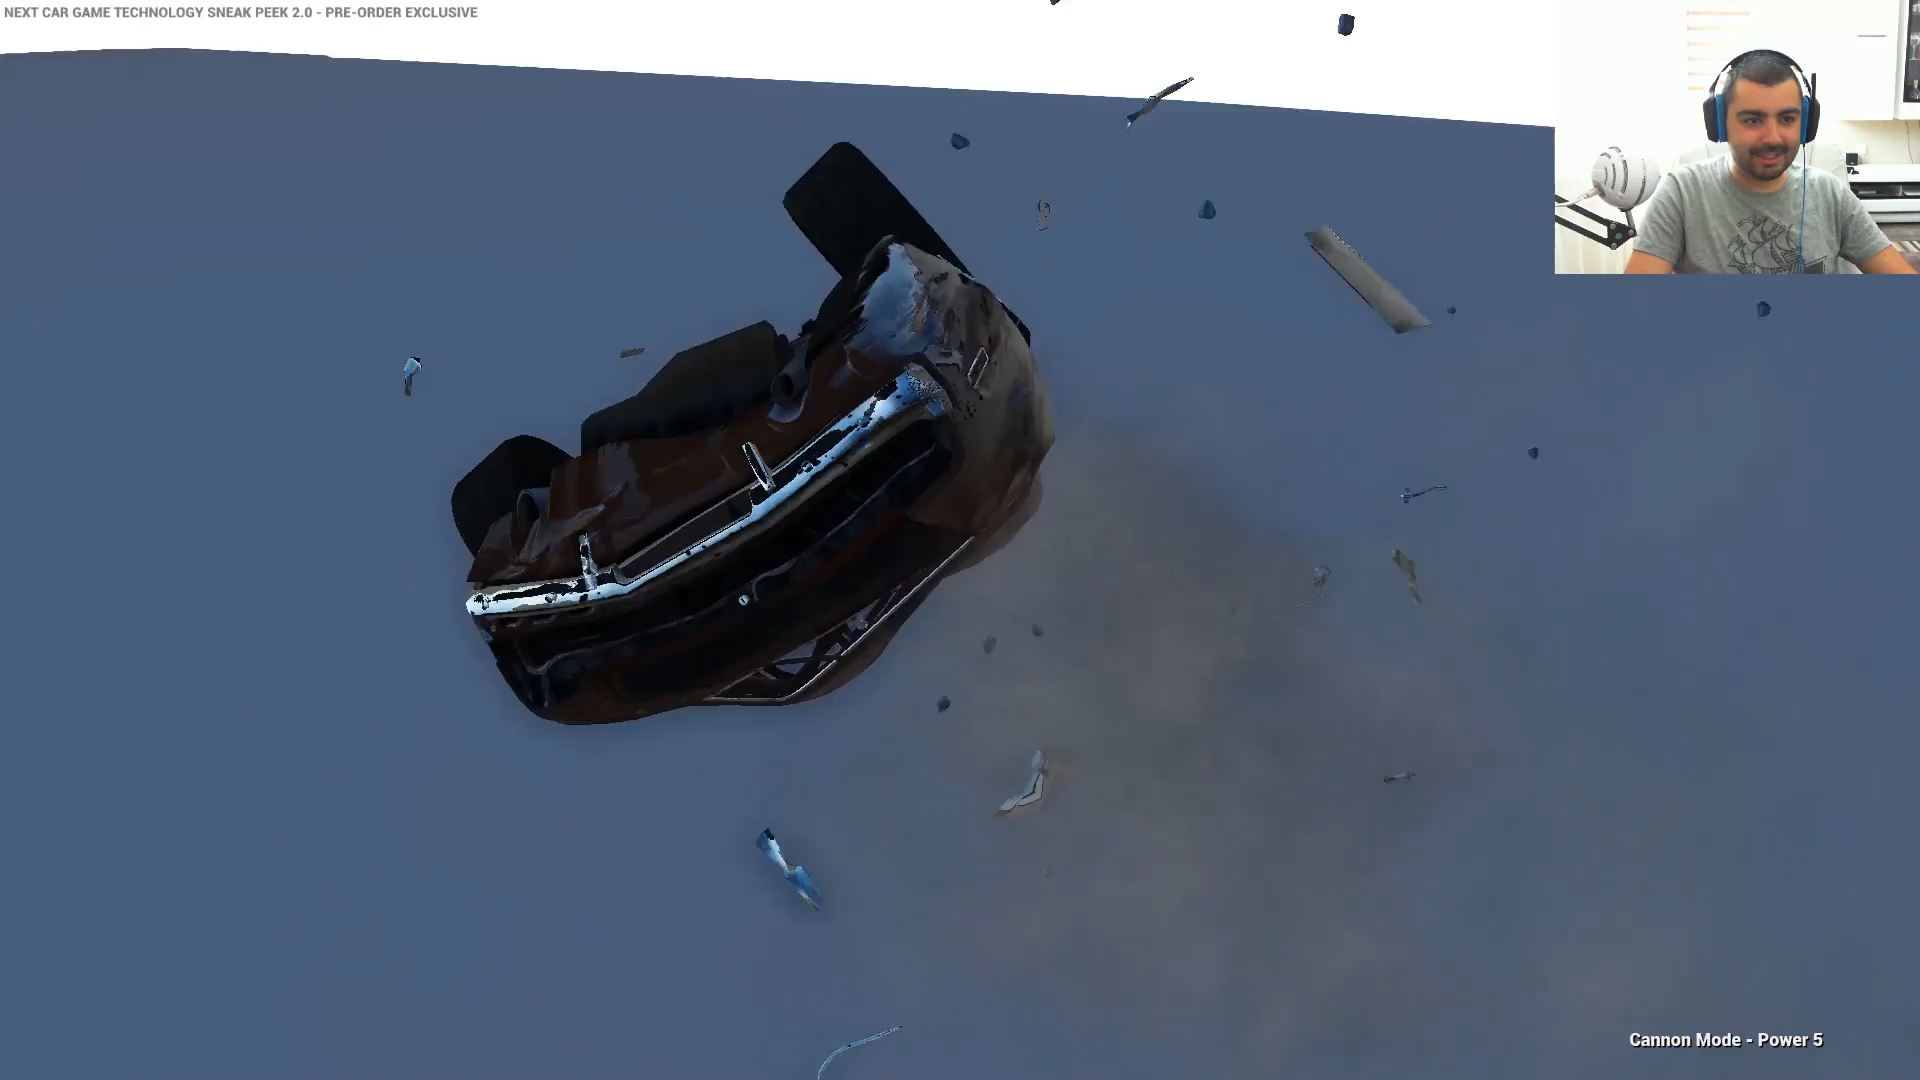 NEXT CAR GAME TECHNOLOGY SNEAK PEEK 2.0 - PRE-ORDER EXCLUSIVE
Cannon Mode - Power 5